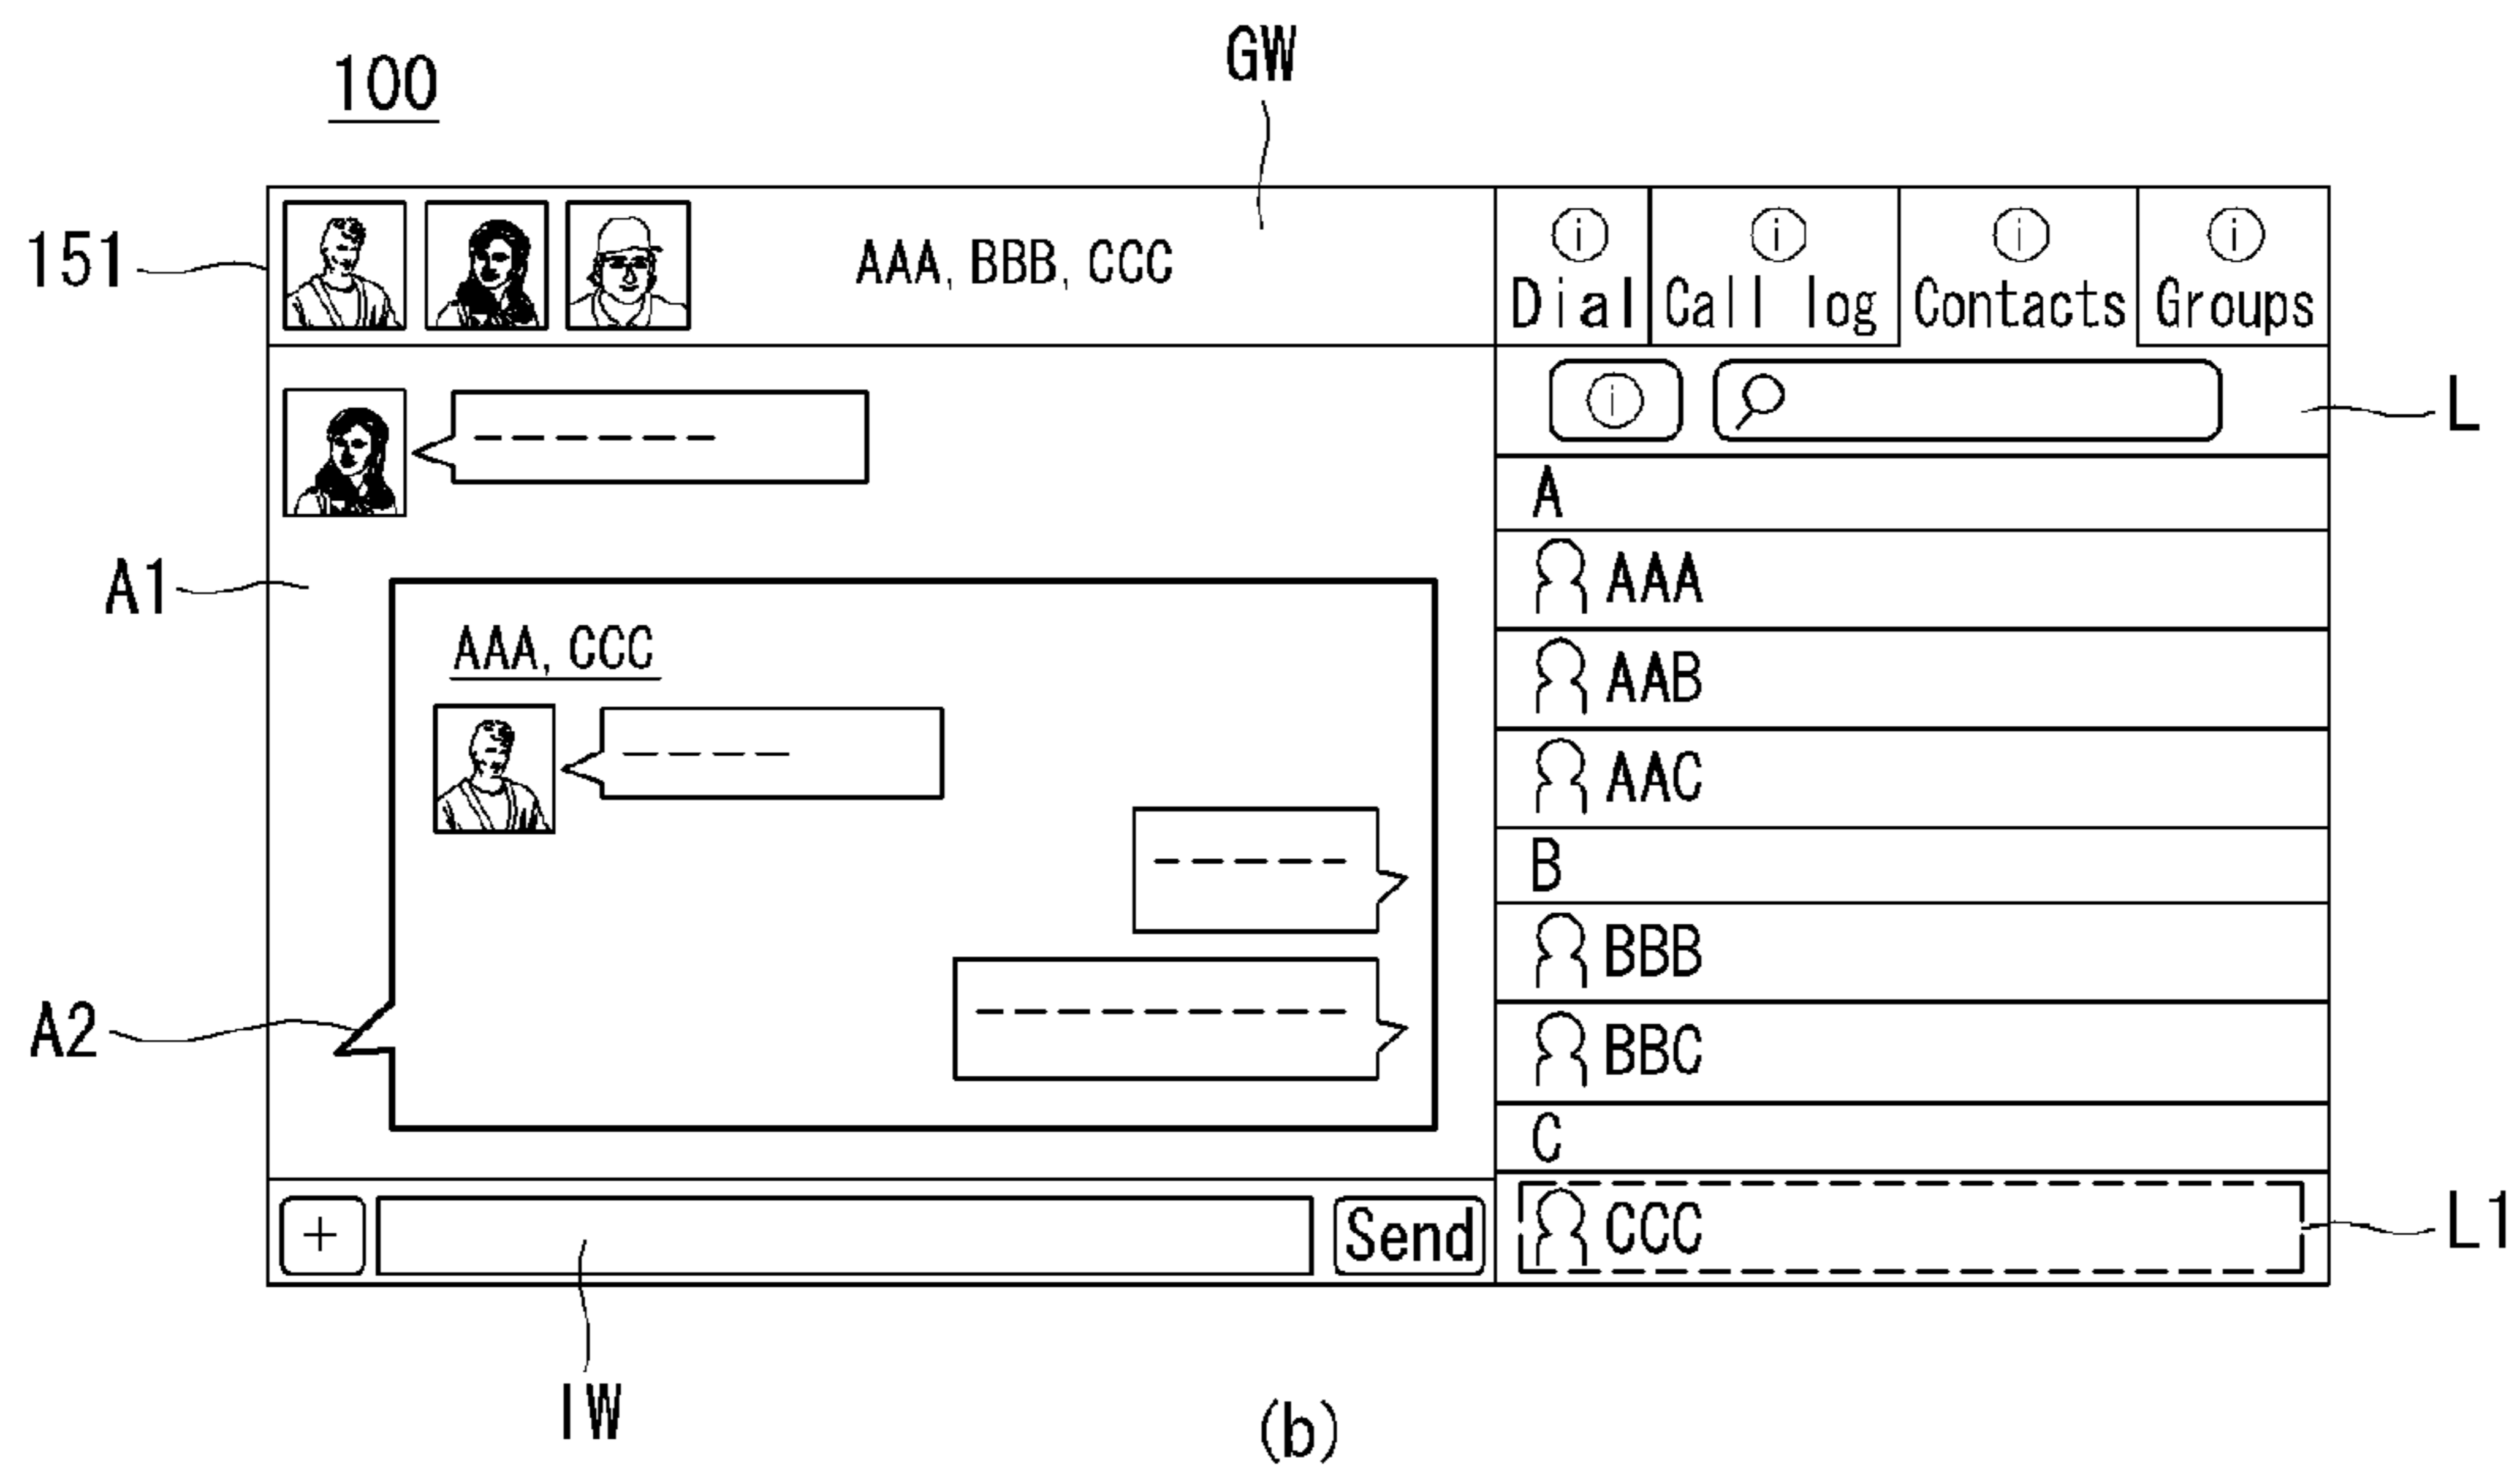 100
GW
151
AAA, BBB, CCC
i
Dial
i
Call log
i
Contacts
i
Groups
i
L
A
AAA
AAB
AAC
B
BBB
BBC
C
CCC
L1
A1
AAA, CCC
A2
+
Send
IW
(b)